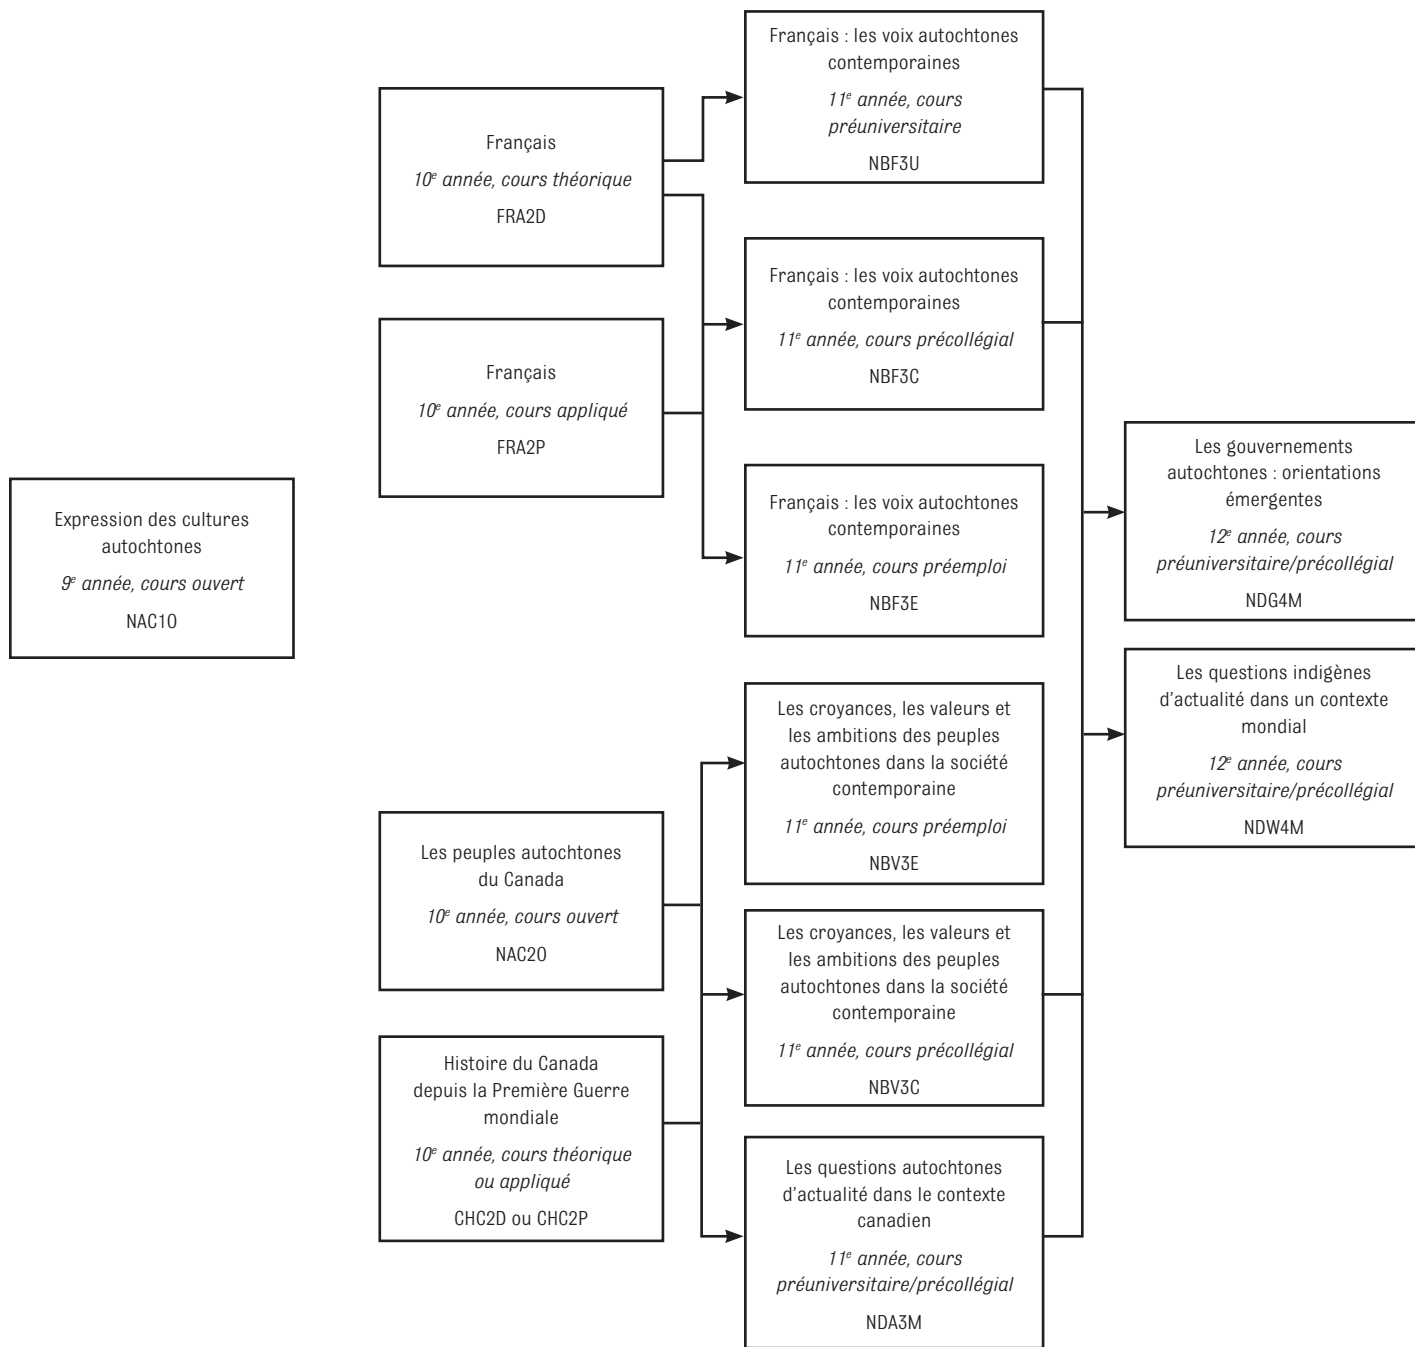 Expression des cultures
autochtones
9e année, cours ouvert
NAC1O
Français
10e année, cours théorique
FRA2D
Français
10e année, cours appliqué
FRA2P
Les peuples autochtones
du Canada
10e année, cours ouvert
NAC2O
Histoire du Canada
depuis la Première Guerre
mondiale
10e année, cours théorique
ou appliqué
CHC2D ou CHC2P
Français : les voix autochtones
contemporaines
11e année, cours
préuniversitaire
NBF3U
Français : les voix autochtones
contemporaines
11e année, cours précollégial
NBF3C
Français : les voix autochtones
contemporaines
11e année, cours préemploi
NBF3E
Les croyances, les valeurs et
les ambitions des peuples
autochtones dans la société
contemporaine
11e année, cours préemploi
NBV3E
Les croyances, les valeurs et
les ambitions des peuples
autochtones dans la société
contemporaine
11e année, cours précollégial
NBV3C
Les questions autochtones
d'actualité dans le contexte
canadien
11e année, cours
préuniversitaire/précollégial
NDA3M
Les gouvernements
autochtones : orientations
émergentes
12e année, cours
préuniversitaire/précollégial
NDG4M
Les questions indigènes
d'actualité dans un contexte
mondial
12e année, cours
préuniversitaire/précollégial
NDW4M